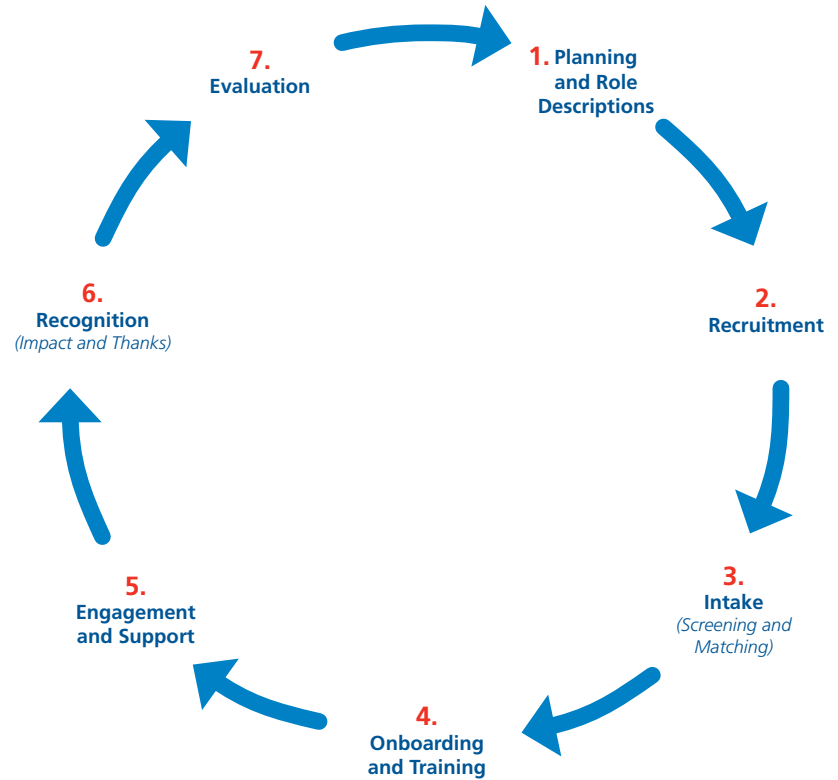 1. Planning
and Role
Descriptions
2.
Recruitment
3.
Intake
(Screening and
Matching)
4.
Onboarding
and Training
5.
Engagement
and Support
6.
Recognition
(Impact and Thanks)
7.
Evaluation